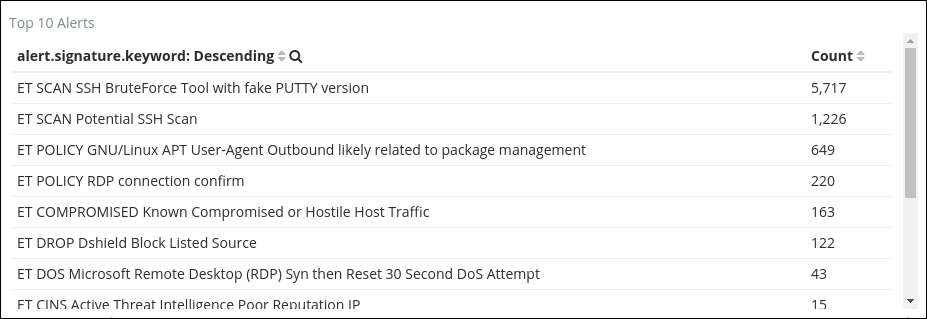 Top 10 Alerts
alert.signature.keyword: Descending Count
ET SCAN SSH BruteForce Tool with fake PUTTY version 5,717
ET SCAN Potential SSH Scan 1,226
ET POLICY GNU/Linux APT User-Agent Outbound likely related to package management 649
ET POLICY RDP connection confirm 220
ET COMPROMISED Known Compromised or Hostile Host Traffic 163
ET DROP Dshield Block Listed Source 122
ET DOS Microsoft Remote Desktop (RDP) Syn then Reset 30 Second DoS Attempt 43
ET CINS Active Threat Intelligence Poor Reputation IP 15